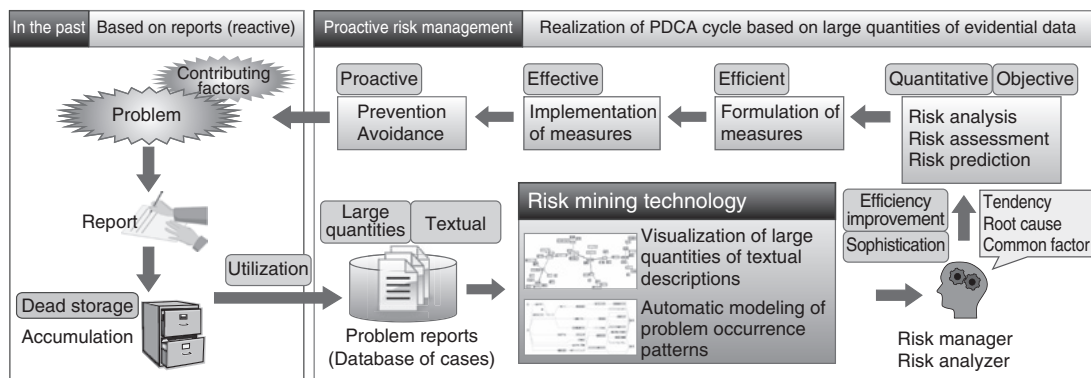 In the past
Based on reports (reactive)
Contributing
factors
Problem
Report
Dead storage
Accumulation
Utilization
Proactive risk management
Realization of PDCA cycle based on large quantities of evidential data
Proactive
Prevention
Avoidance
Effective
Implementation
of measures
Efficient
Formulation of
measures
Quantitative
Objective
Risk analysis
Risk assessment
Risk prediction
Large
quantities
Textual
Problem reports
(Database of cases)
Risk mining technology
Visualization of large
quantities of textual
descriptions
Automatic modeling of
problem occurrence
patterns
Efficiency
improvement
Sophistication
Tendency
Root cause
Common factor
Risk manager
Risk analyzer